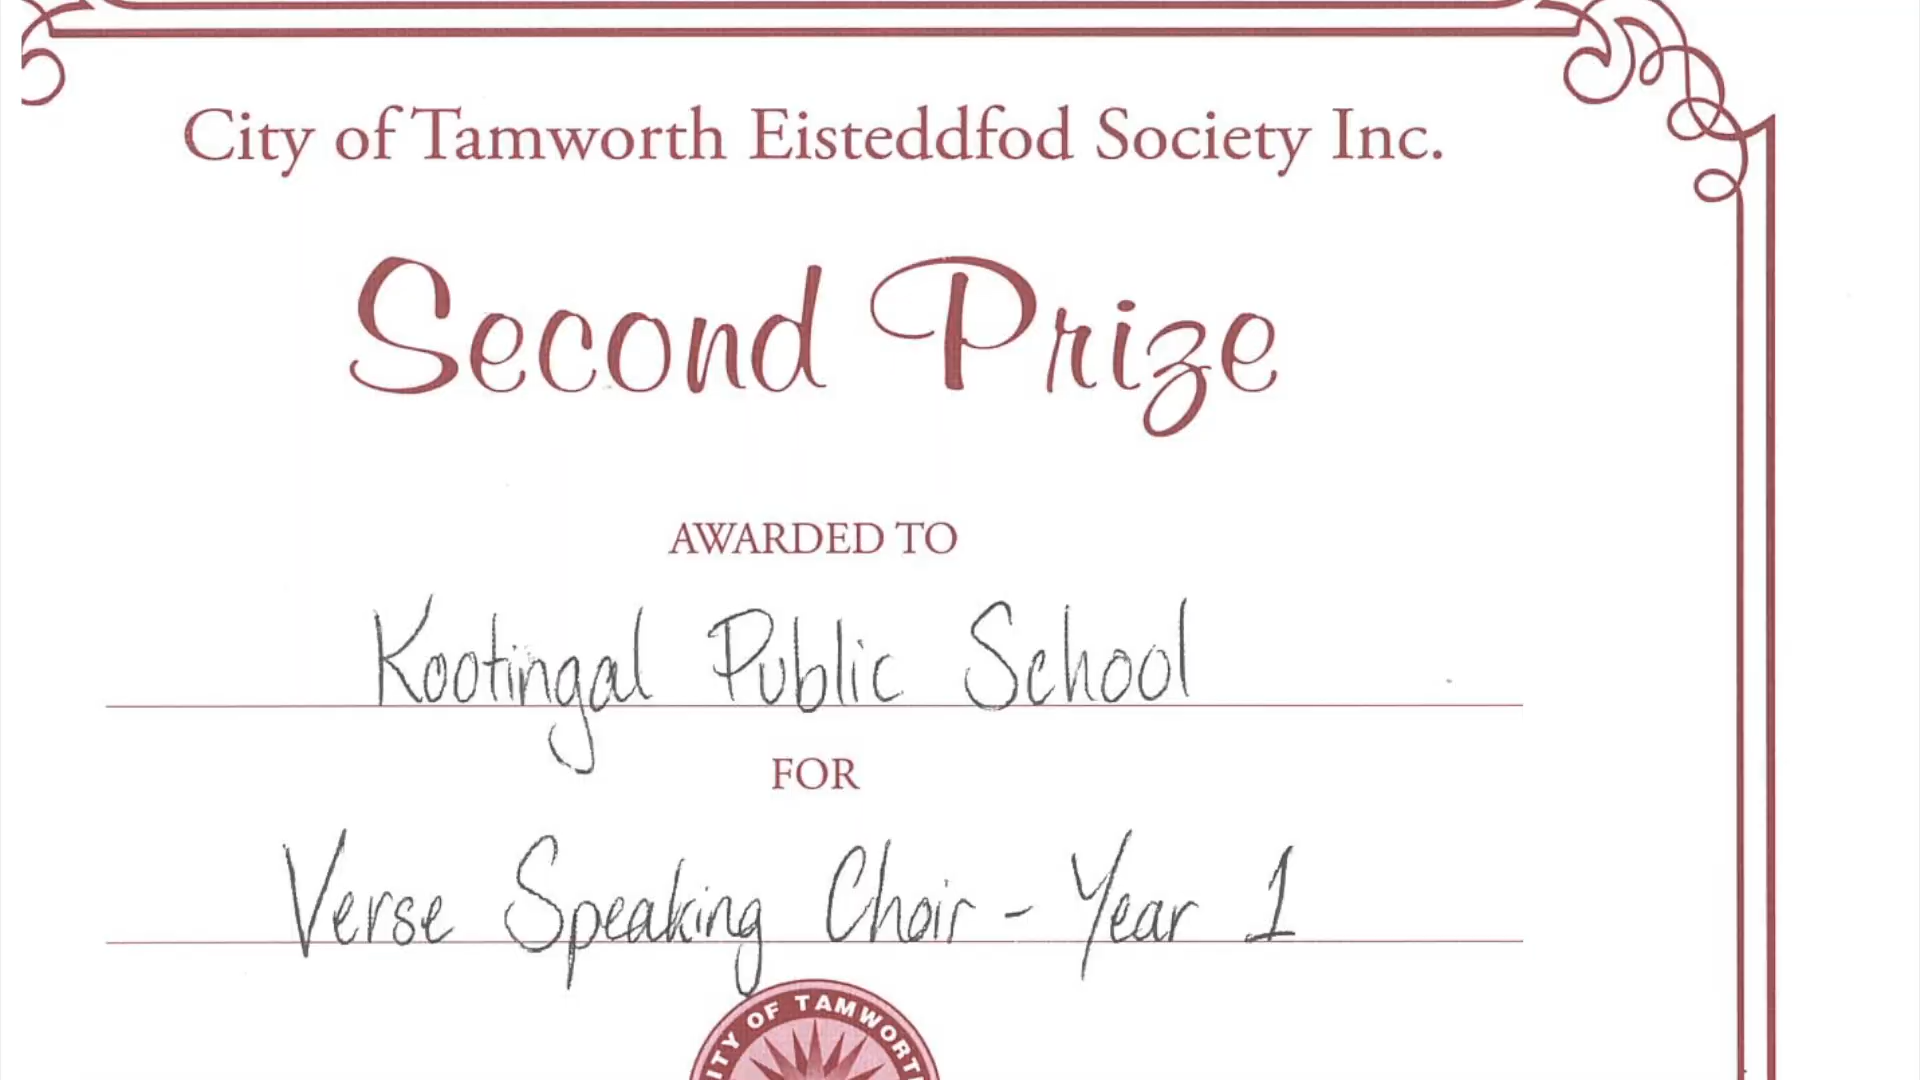 City of Tamworth Eisteddfod Society Inc.
Second Prize
AWARDED TO
Kootingal Public School
FOR
Verse Speaking Choir - Year 1
CITY OF TAMWORTH